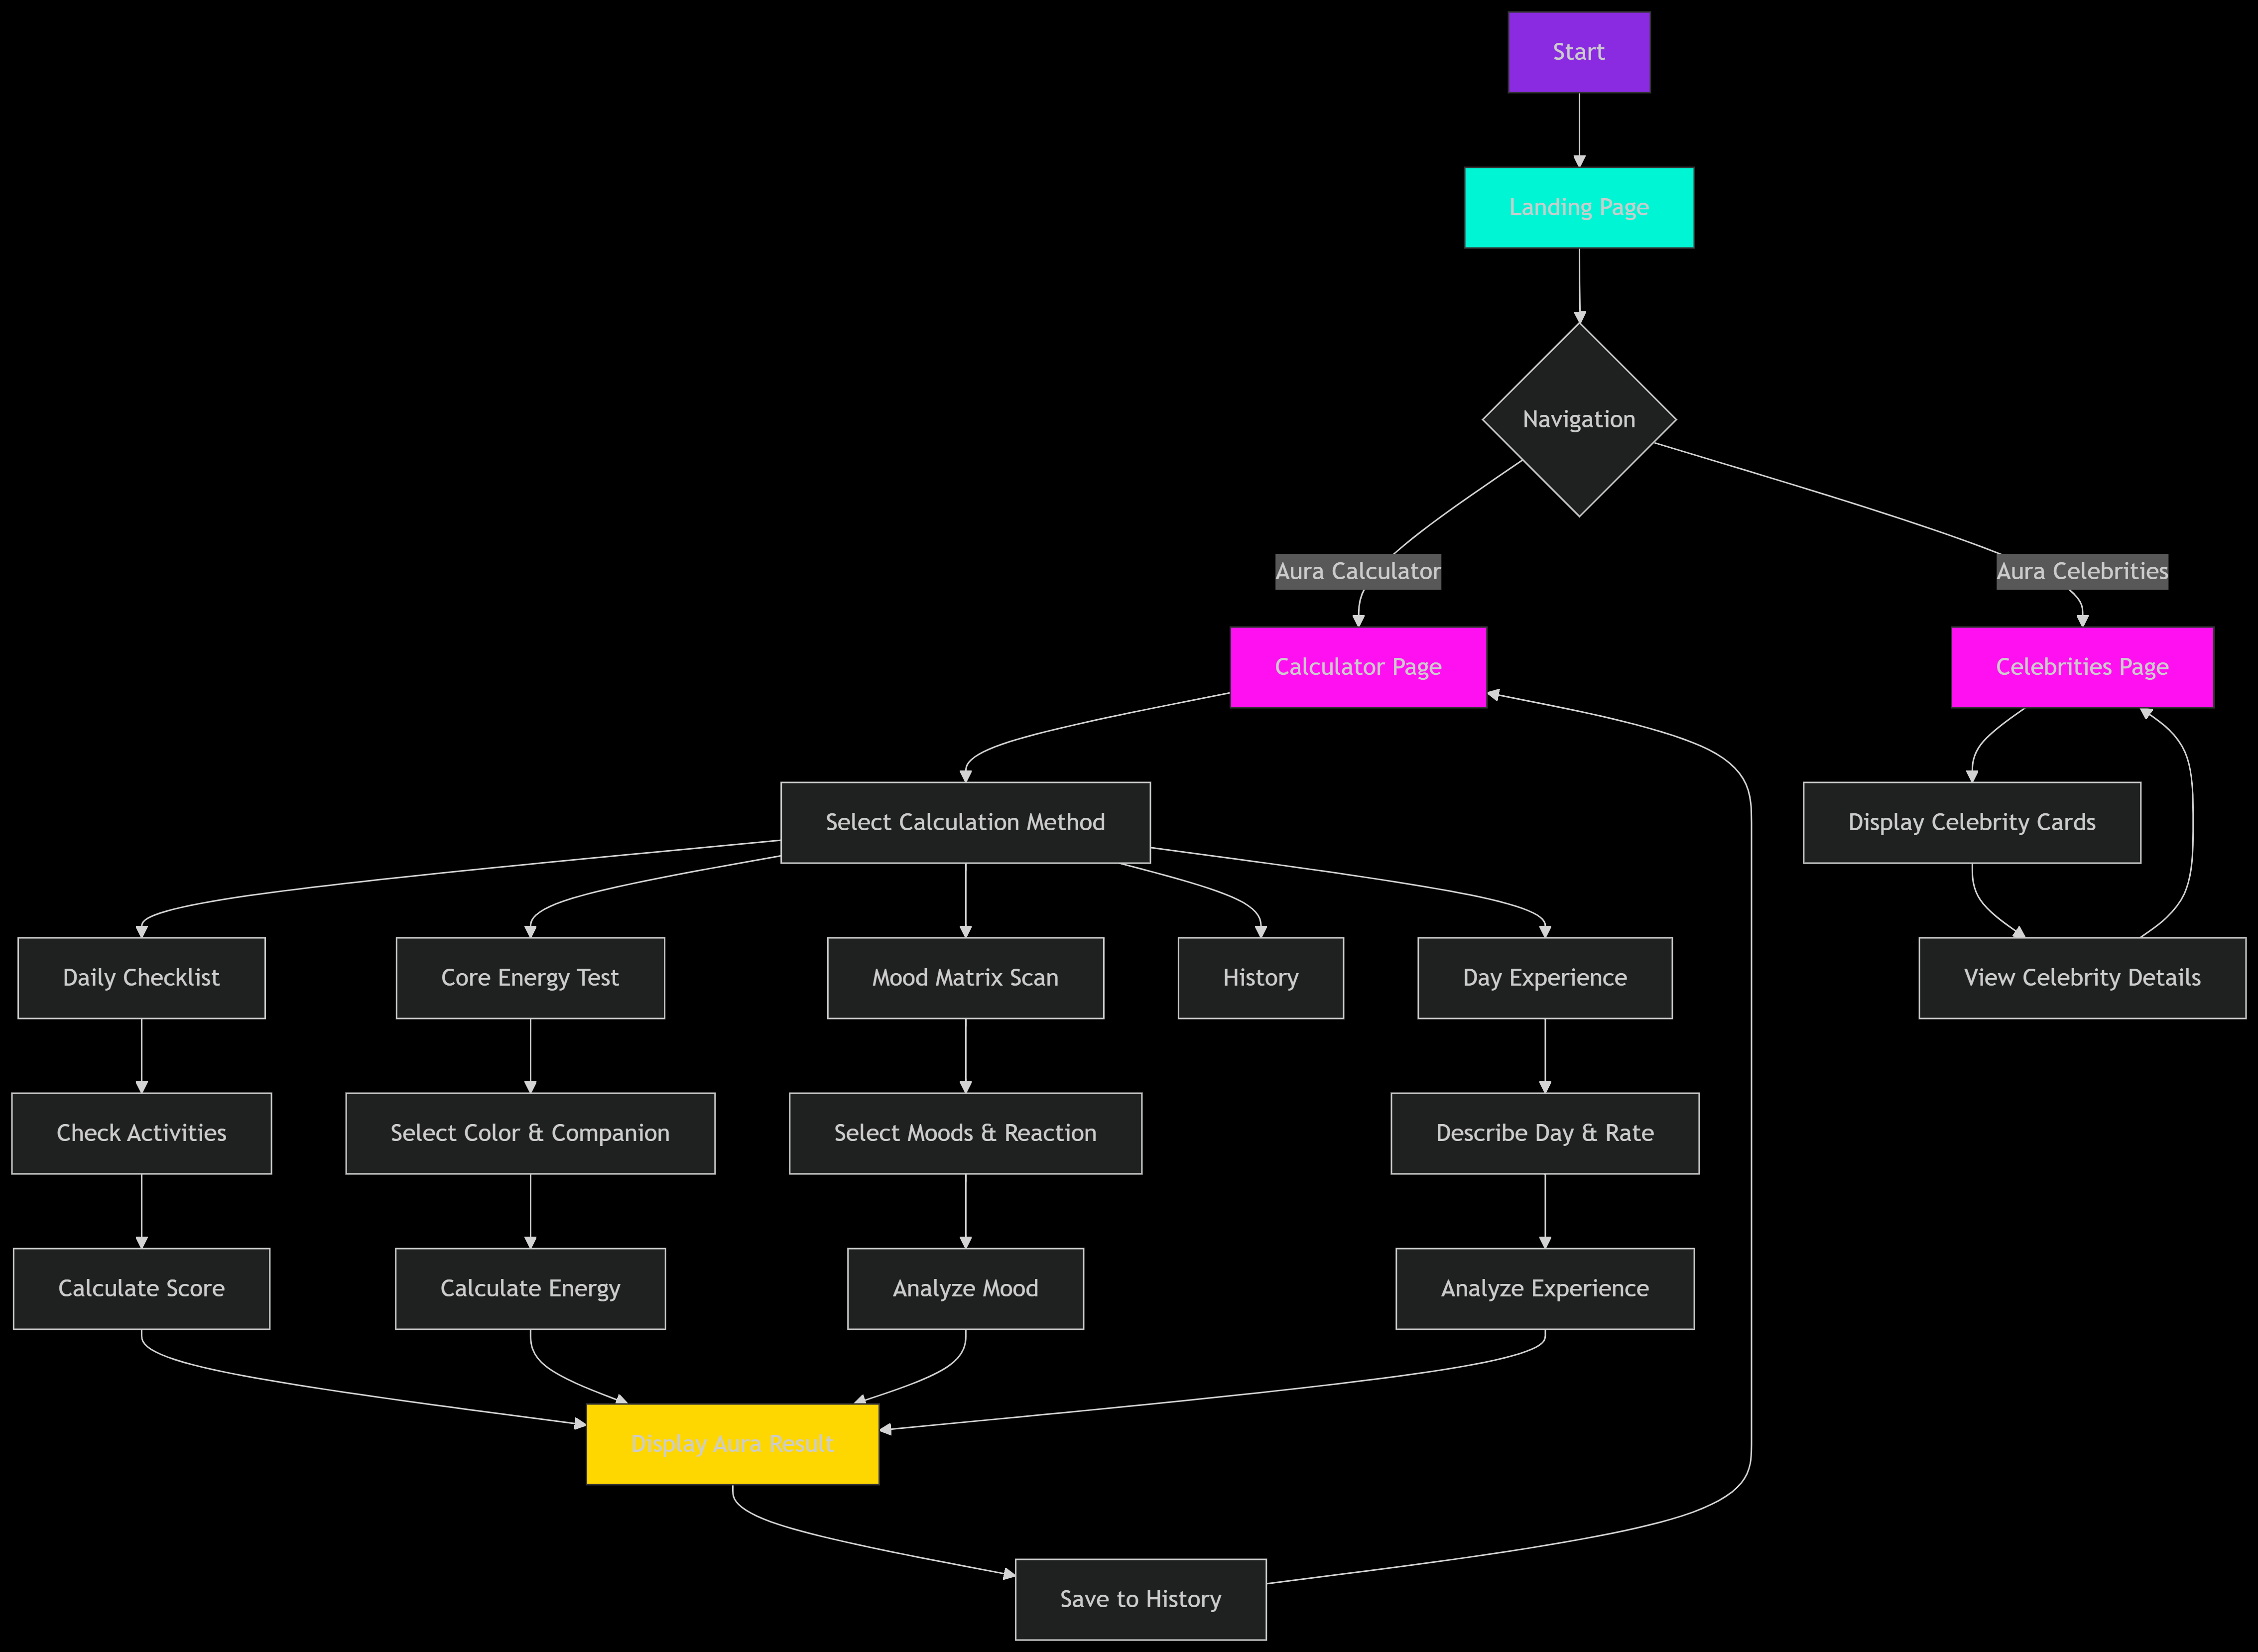 Start
Landing Page
Navigation
Aura Calculator
Aura Celebrities
Calculator Page
Celebrities Page
Select Calculation Method
Display Celebrity Cards
Daily Checklist
Core Energy Test
Mood Matrix Scan
History
Day Experience
View Celebrity Details
Check Activities
Select Color & Companion
Select Moods & Reaction
Describe Day & Rate
Calculate Score
Calculate Energy
Analyze Mood
Analyze Experience
Display Aura Result
Save to History